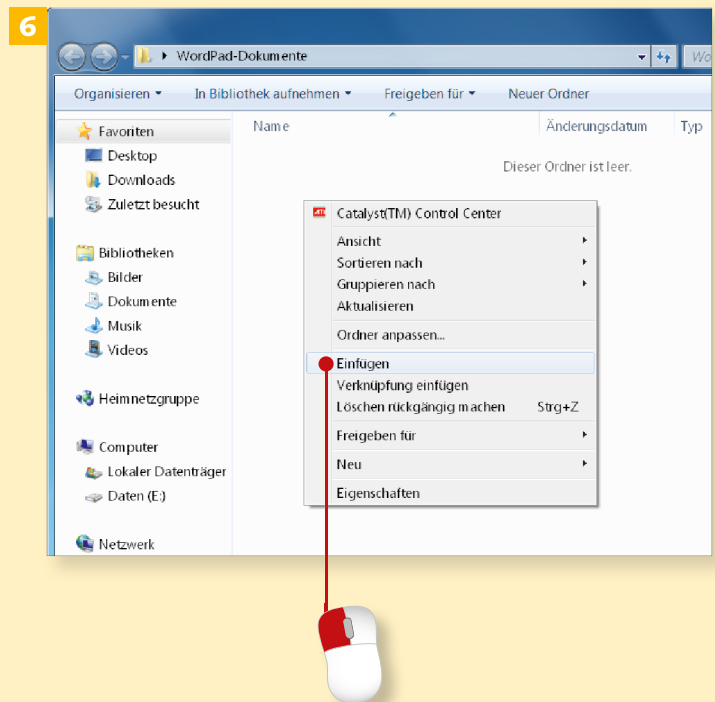 6
WordPad-Dokumente
Wo
Organisieren
In Bibliothek aufnehmen
Freigeben für
Neuer Ordner
Favoriten
Desktop
Downloads
Zuletzt besucht
Bibliotheken
Bilder
Dokumente
Musik
Videos
Heimnetzgruppe
Computer
Lokaler Datenträger
Daten (E:)
Netzwerk
Name
Änderungsdatum
Typ
Dieser Ordner ist leer.
ATI
Catalyst(TM) Control Center
Ansicht
Sortieren nach
Gruppieren nach
Aktualisieren
Ordner anpassen...
Einfügen
Verknüpfung einfügen
Löschen rückgängig machen Strg+Z
Freigeben für
Neu
Eigenschaften